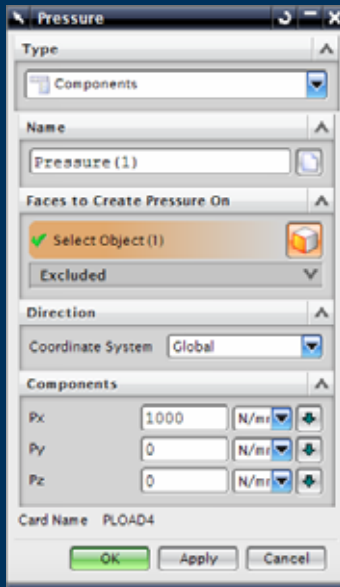 Pressure
Type
Components
Name
Pressure(1)
Faces to Create Pressure On
Select Object (1)
Excluded
Direction
Coordinate System Global
Components
Px 1000
Py 0
Pz 0
Card Name PLOAD4
OK Apply Cancel